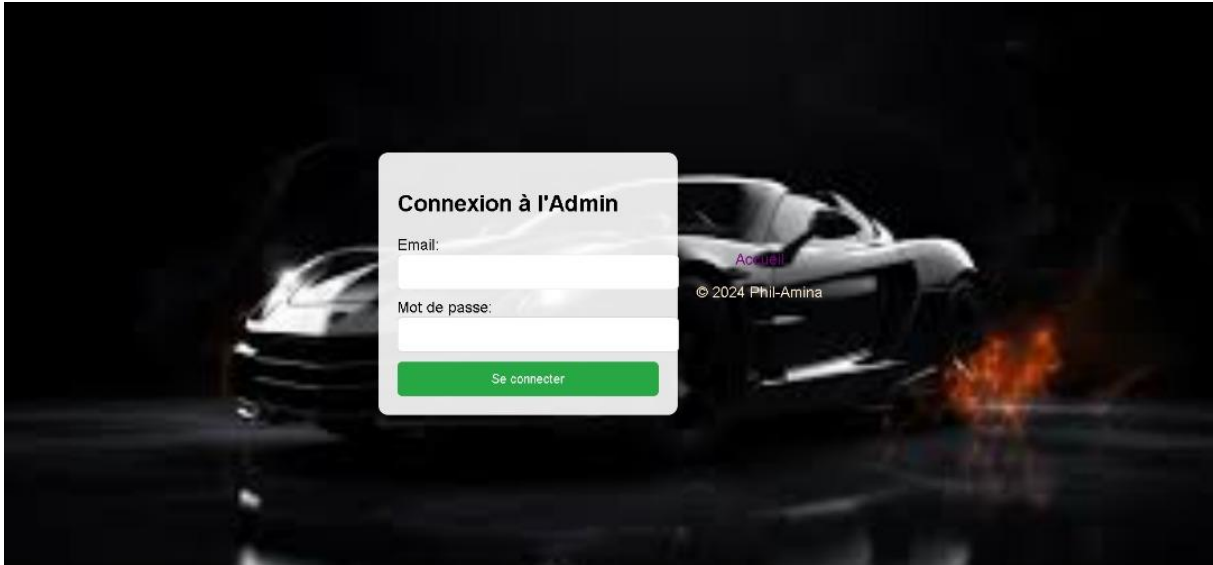 Connexion à l'Admin
Email:
Mot de passe:
Se connecter
Accueil
© 2024 Phil-Amina